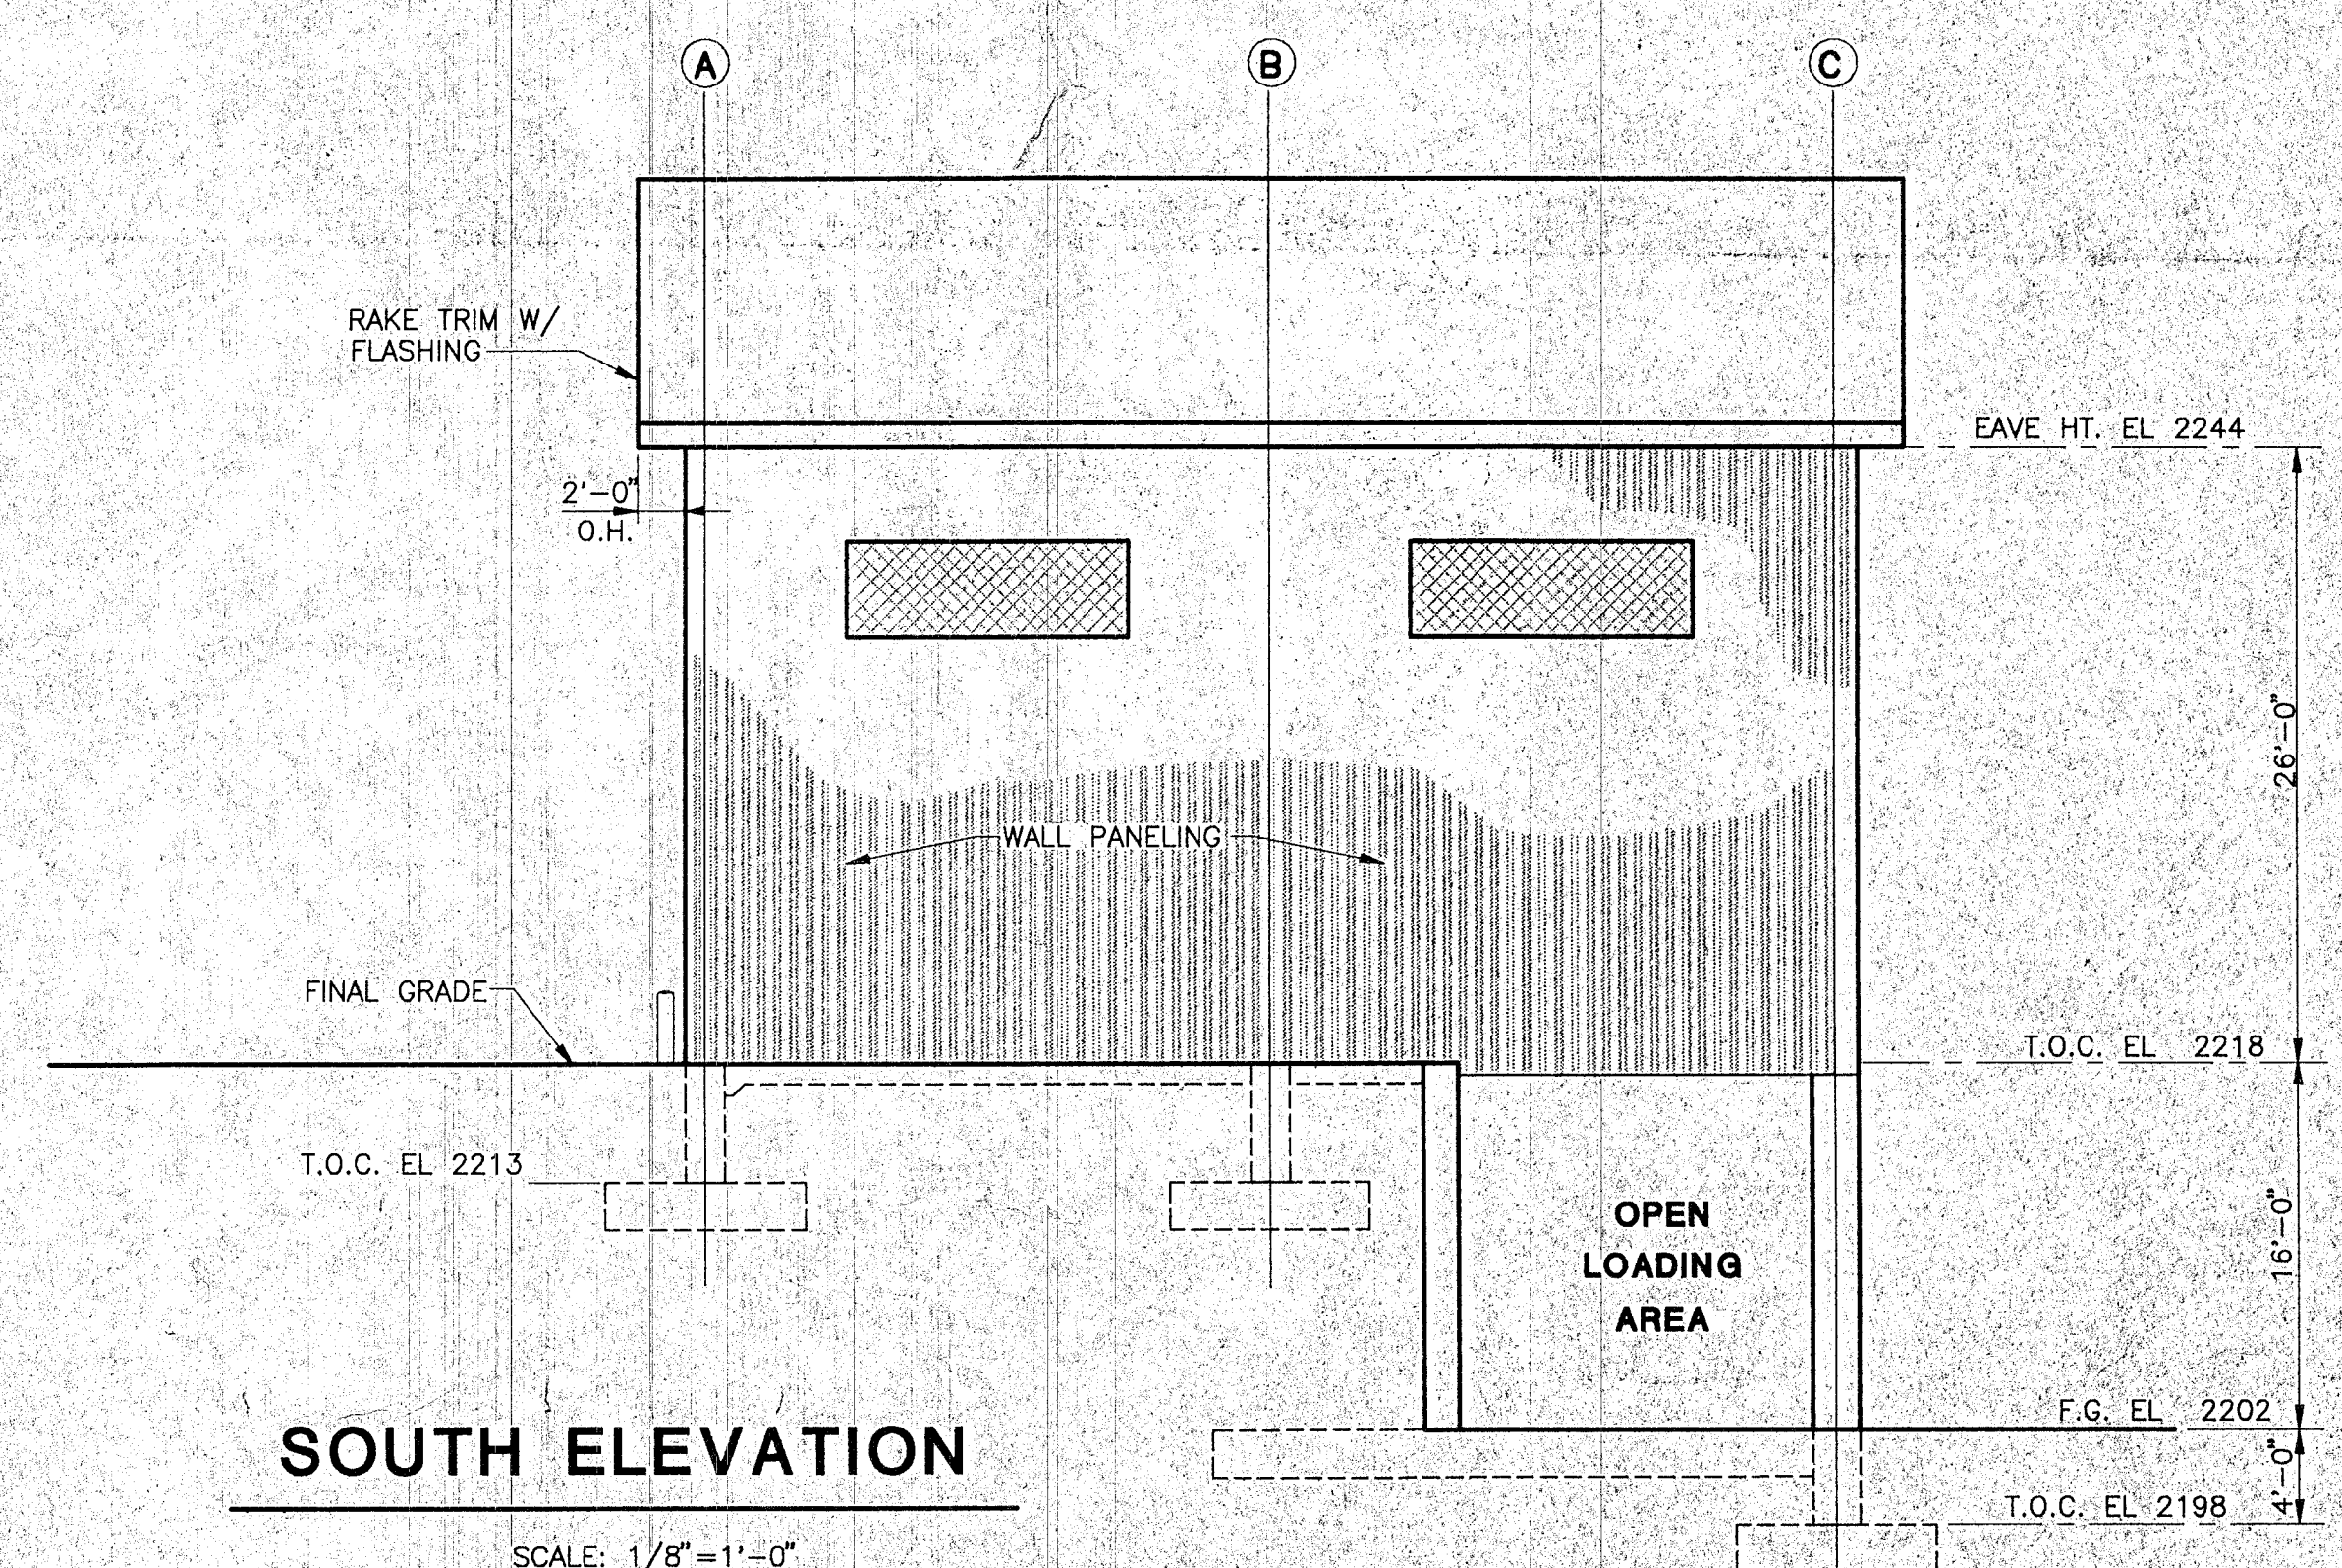 A
B
C
RAKE TRIM W/
FLASHING
EAVE HT. EL 2244
2'-0"
O.H.
26'-0"
WALL PANELING
FINAL GRADE
T.O.C. EL 2218
T.O.C. EL 2213
OPEN
LOADING
AREA
16'-0"
F.G. EL 2202
SOUTH ELEVATION
4'-0"
T.O.C. EL 2198
SCALE: 1/8"=1'-0"